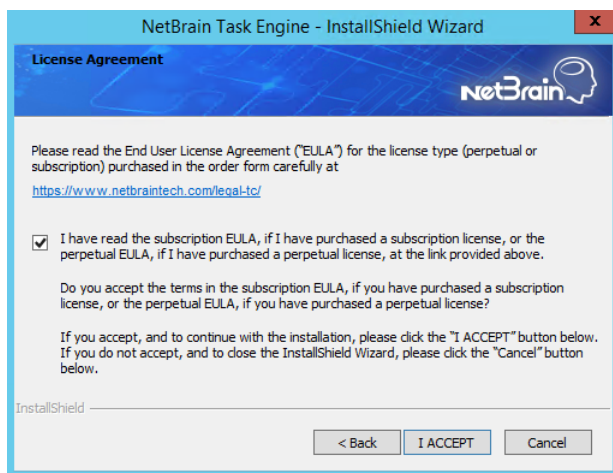 NetBrain Task Engine - InstallShield Wizard
x
License Agreement
NetBrain
Please read the End User License Agreement ("EULA") for the license type (perpetual or
subscription) purchased in the order form carefully at
https://www.netbraintech.com/legal-tc/
I have read the subscription EULA, if I have purchased a subscription license, or the
perpetual EULA, if I have purchased a perpetual license, at the link provided above.
Do you accept the terms in the subscription EULA, if you have purchased a subscription
license, or the perpetual EULA, if you have purchased a perpetual license?
If you accept, and to continue with the installation, please click the "I ACCEPT" button below.
If you do not accept, and to close the InstallShield Wizard, please click the "Cancel" button
below.
InstallShield
< Back I ACCEPT Cancel